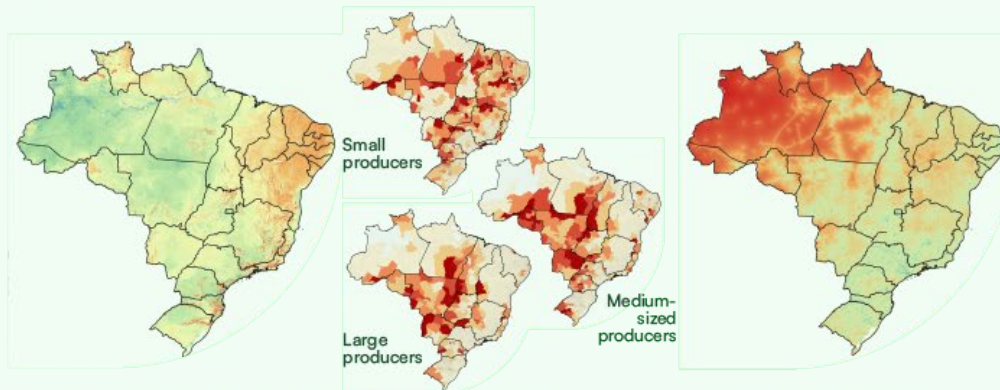 Small
producers
Large
producers
Medium-
sized
producers